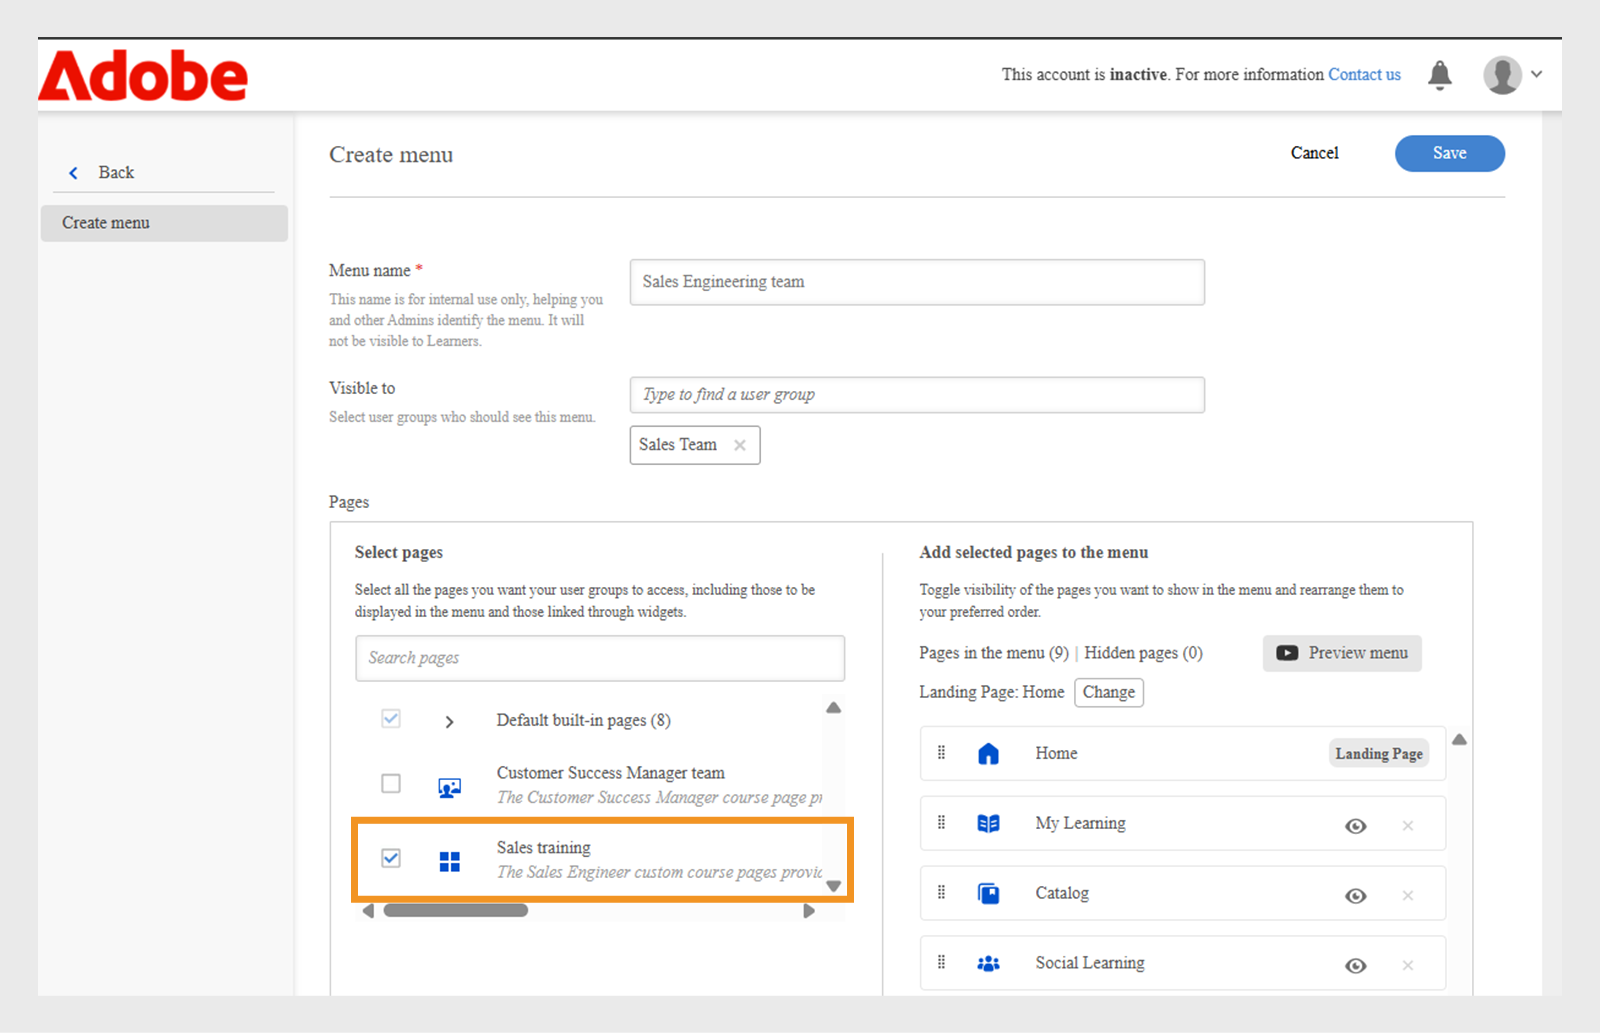 Adobe
This account is inactive. For more information Contact us
Back
Create menu
Create menu
Cancel
Save
Menu name *
This name is for internal use only, helping you
and other Admins identify the menu. It will
not be visible to Learners.
Sales Engineering team
Visible to
Select user groups who should see this menu.
Type to find a user group
Sales Team
Pages
Select pages
Select all the pages you want your user groups to access, including those to be
displayed in the menu and those linked through widgets.
Search pages
Default built-in pages (8)
Customer Success Manager team
The Customer Success Manager course page pr
Sales training
The Sales Engineer custom course pages provic
Add selected pages to the menu
Toggle visibility of the pages you want to show in the menu and rearrange them to
your preferred order.
Pages in the menu (9) | Hidden pages (0)
Preview menu
Landing Page: Home
Change
Home
Landing Page
My Learning
Catalog
Social Learning